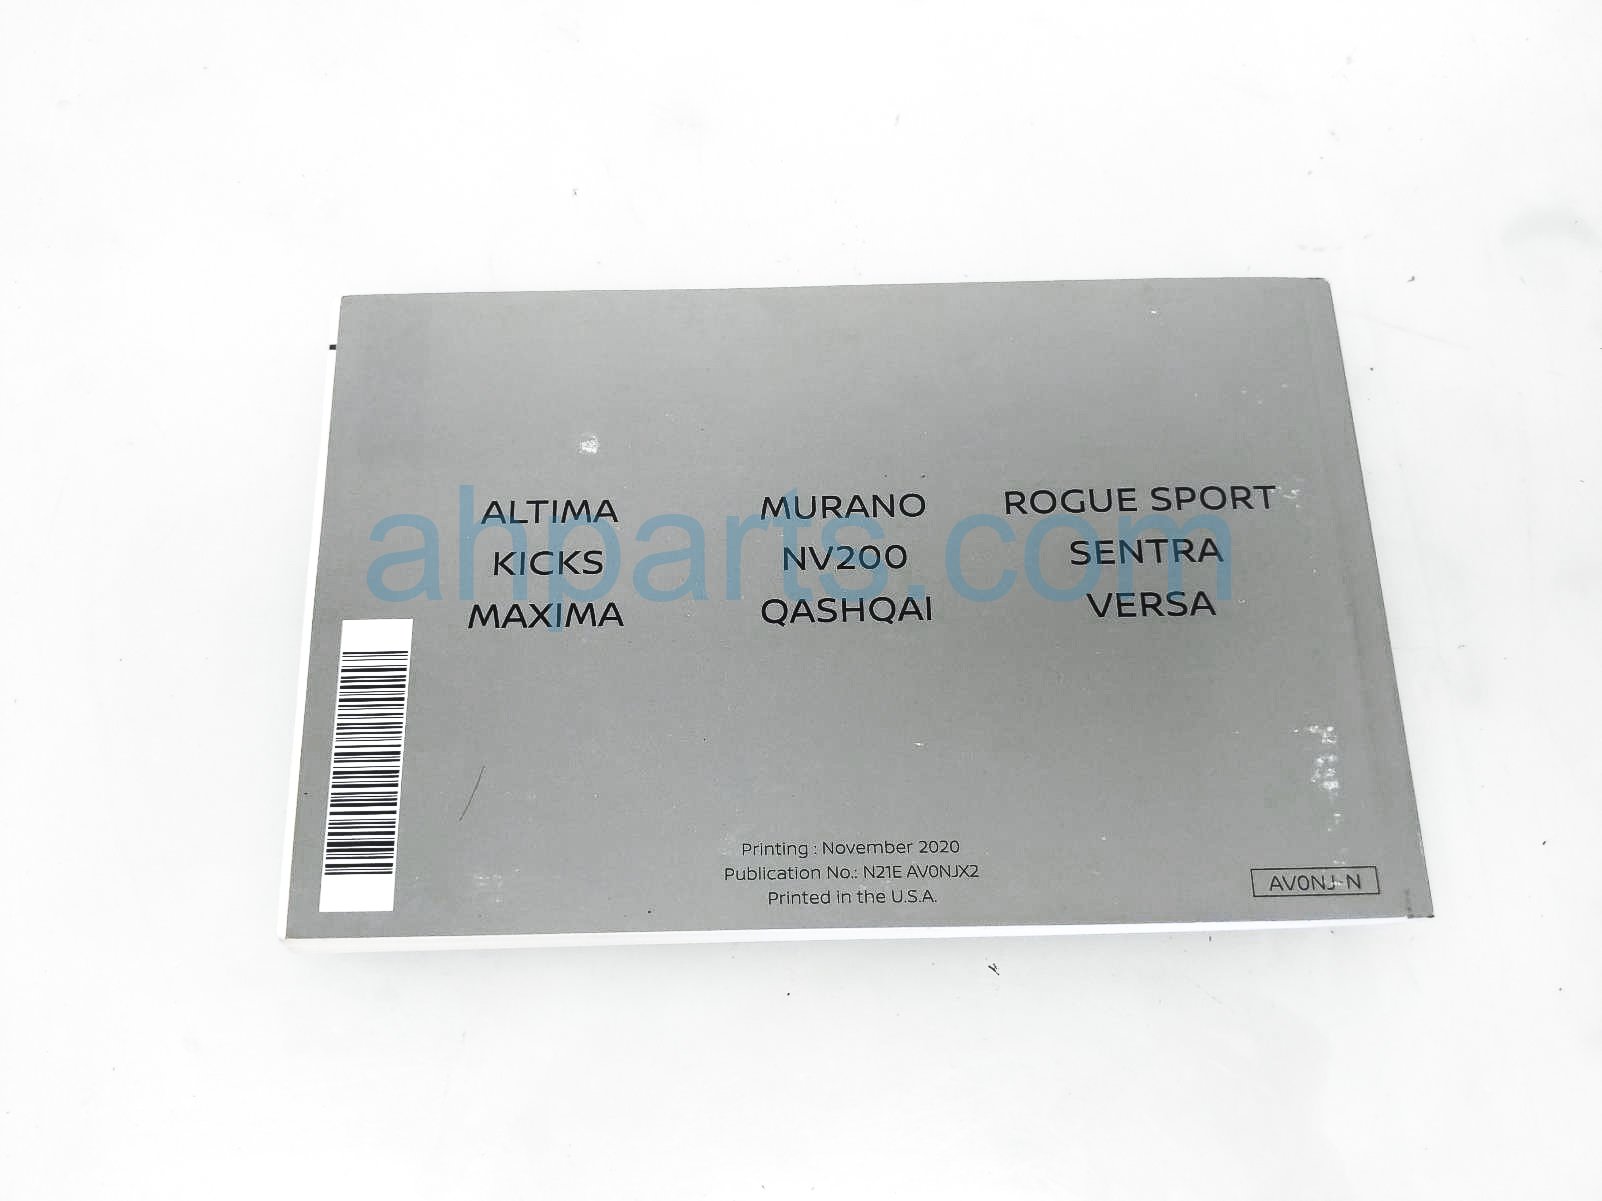 ALTIMA MURANO ROGUE SPORT
KICKS NV200 SENTRA
MAXIMA QASHQAI VERSA
ahparts.com
Printing : November 2020
Publication No.: N21E AV0NJX2
Printed in the U.S.A.
AV0NJ-N